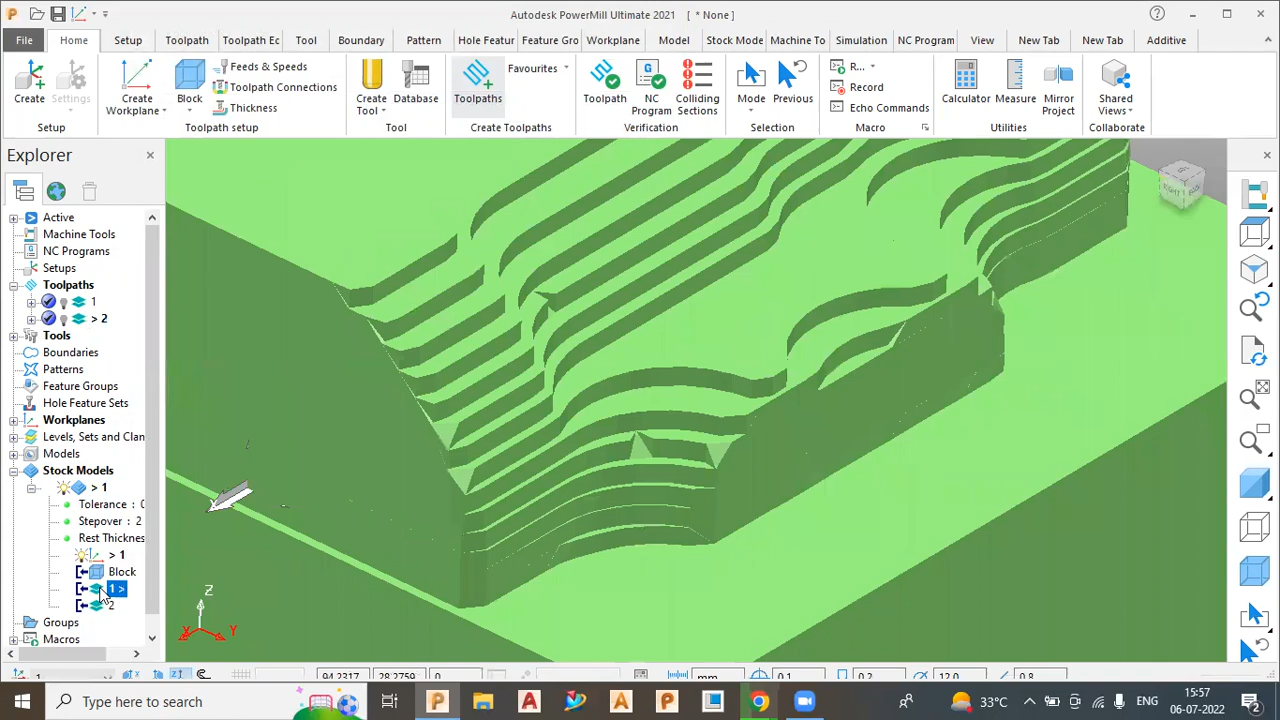 Autodesk PowerMill Ultimate 2021 [ * None ]
File Home Setup Toolpath Toolpath Ec Tool Boundary Pattern Hole Featur Feature Gro Workplane Model Stock Mode Machine To Simulation NC Program View New Tab New Tab Additive
Create Settings Create Workplane Block Feeds & Speeds Toolpath Connections Thickness Create Tool Database Toolpaths Favourites Toolpath NC Program Colliding Sections Mode Previous R... Record Echo Commands Calculator Measure Mirror Project Shared Views
Setup Toolpath setup Tool Create Toolpaths Verification Selection Macro Utilities Collaborate
Explorer
Active
Machine Tools
NC Programs
Setups
Toolpaths
1
> 2
Tools
Boundaries
Patterns
Feature Groups
Hole Feature Sets
Workplanes
Levels, Sets and Clan
Models
Stock Models
> 1
Tolerance : 0
Stepover : 2
Rest Thicknes
> 1
Block
1 >
2
Groups
Macros
RIGHT BACK
Z
X Y
1 94.2317 28.2759 0 mm 0.1 0.2 12.0 0.8
Type here to search
33°C
ENG
15:57
06-07-2022
2